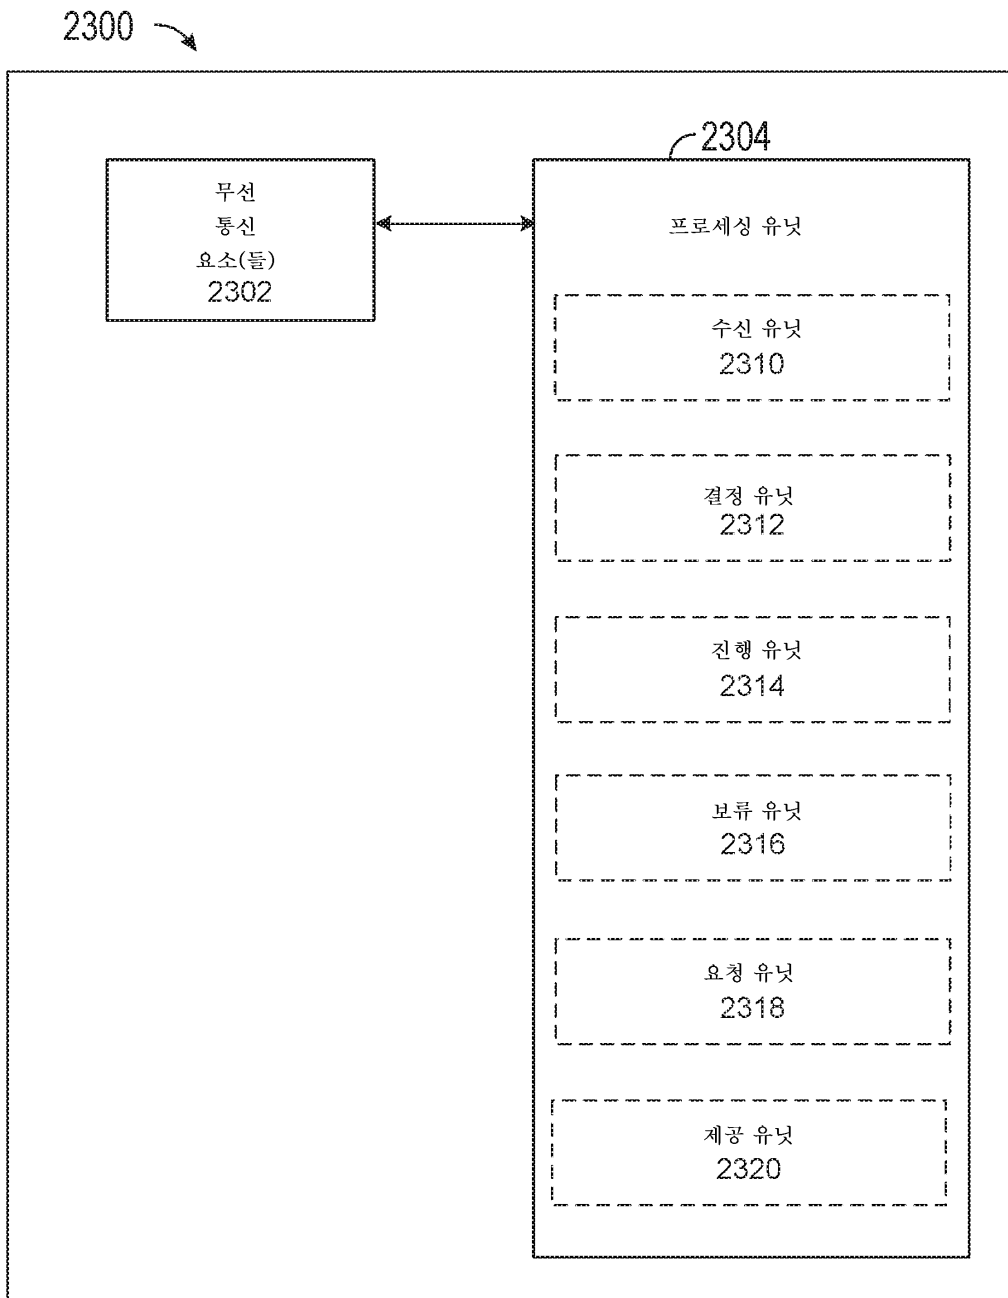 2300
2304
무선
통신
요소(들)
2302
프로세싱 유닛
수신 유닛
2310
결정 유닛
2312
진행 유닛
2314
보류 유닛
2316
요청 유닛
2318
제공 유닛
2320